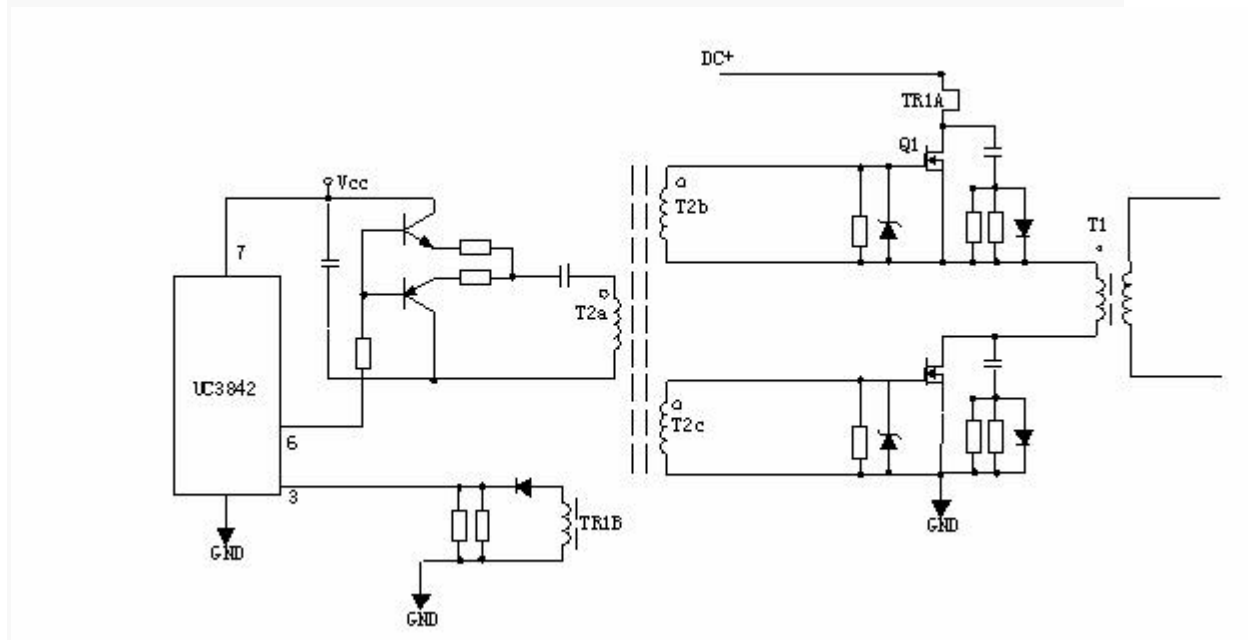 DC+
TR1A
Q1
Vcc
T2b
T1
7
T2a
UC3842
6
T2c
3
TR1B
GND
GND
GND